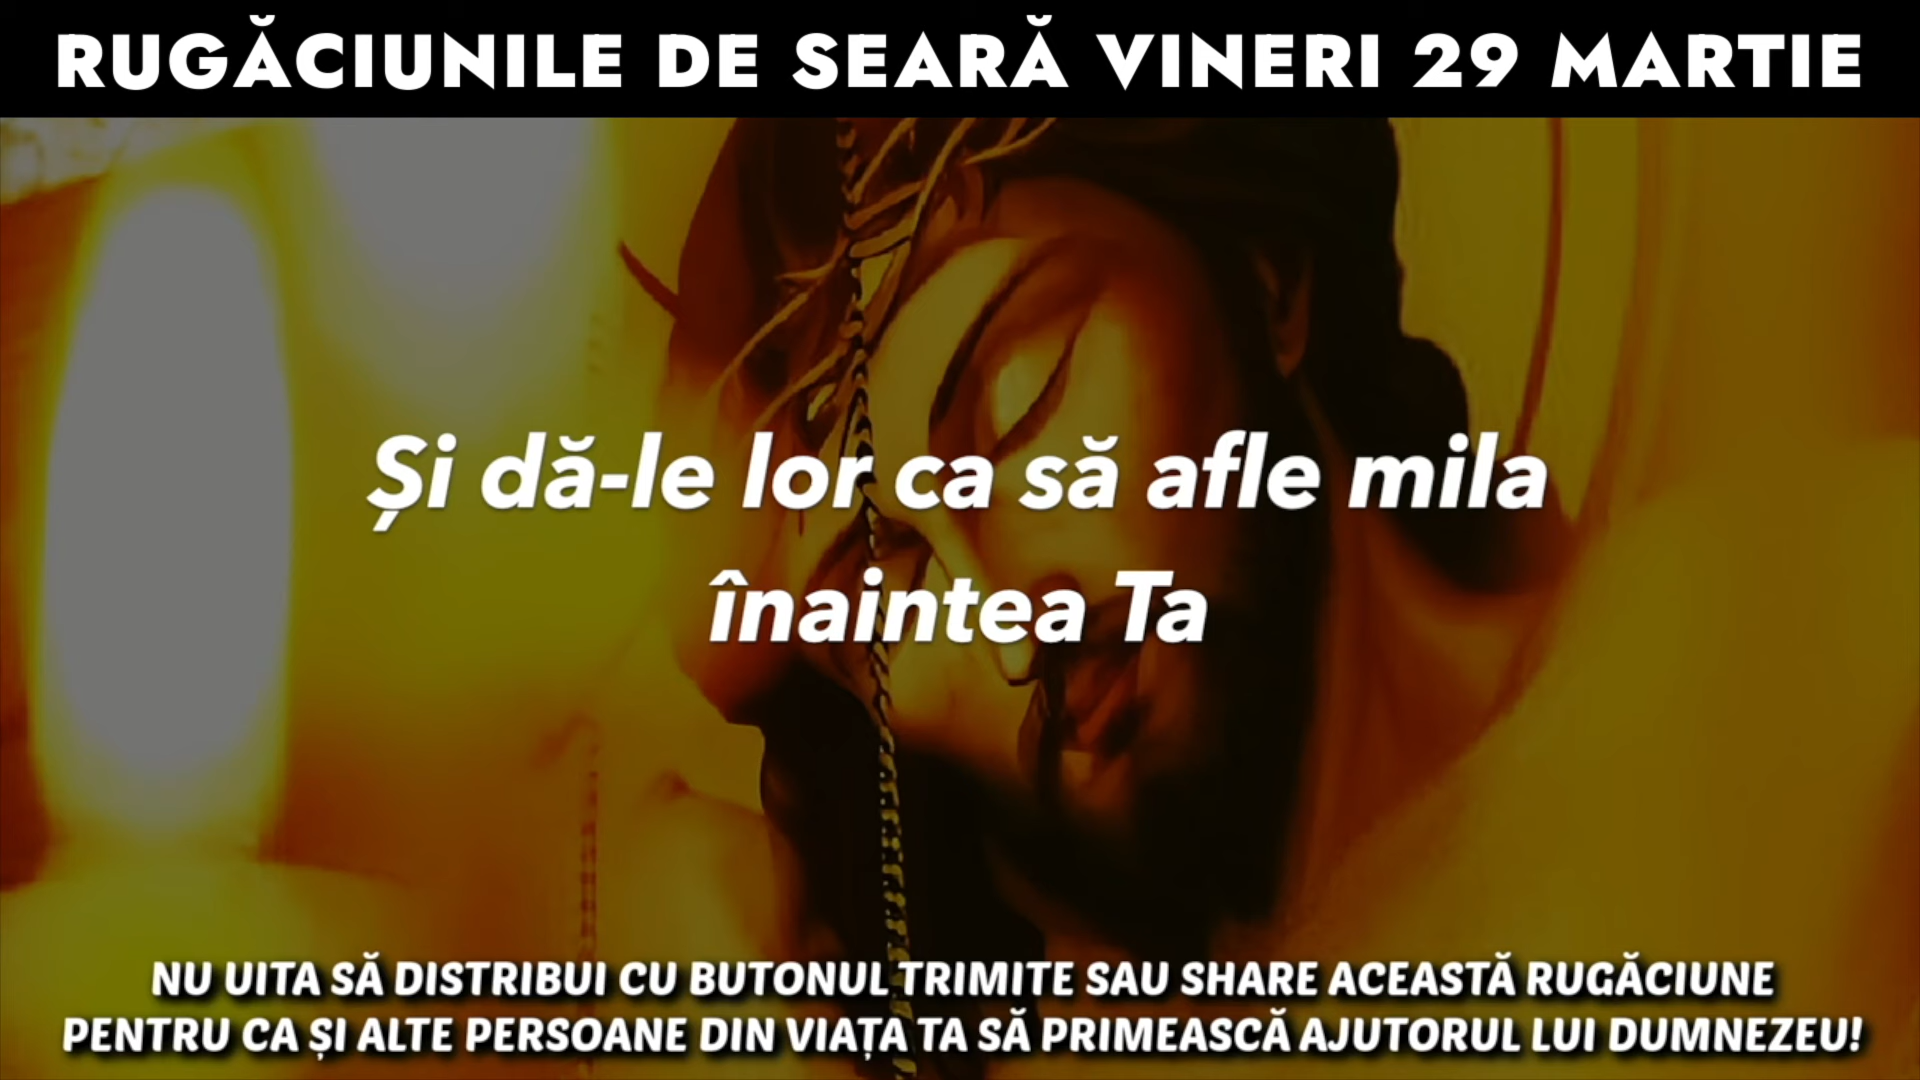 RUGĂCIUNILE DE SEARĂ VINERI 29 MARTIE
Și dă-le lor ca să afle mila
înaintea Ta
NU UITA SĂ DISTRIBUI CU BUTONUL TRIMITE SAU SHARE ACEASTĂ RUGĂCIUNE
PENTRU CA ȘI ALTE PERSOANE DIN VIAȚA TA SĂ PRIMEASCĂ AJUTORUL LUI DUMNEZEU!